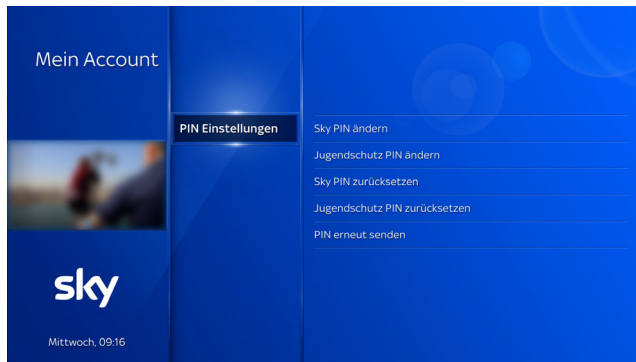 Mein Account
PIN Einstellungen
Sky PIN ändern
Jugendschutz PIN ändern
Sky PIN zurücksetzen
Jugendschutz PIN zurücksetzen
PIN erneut senden
sky
Mittwoch, 09:16